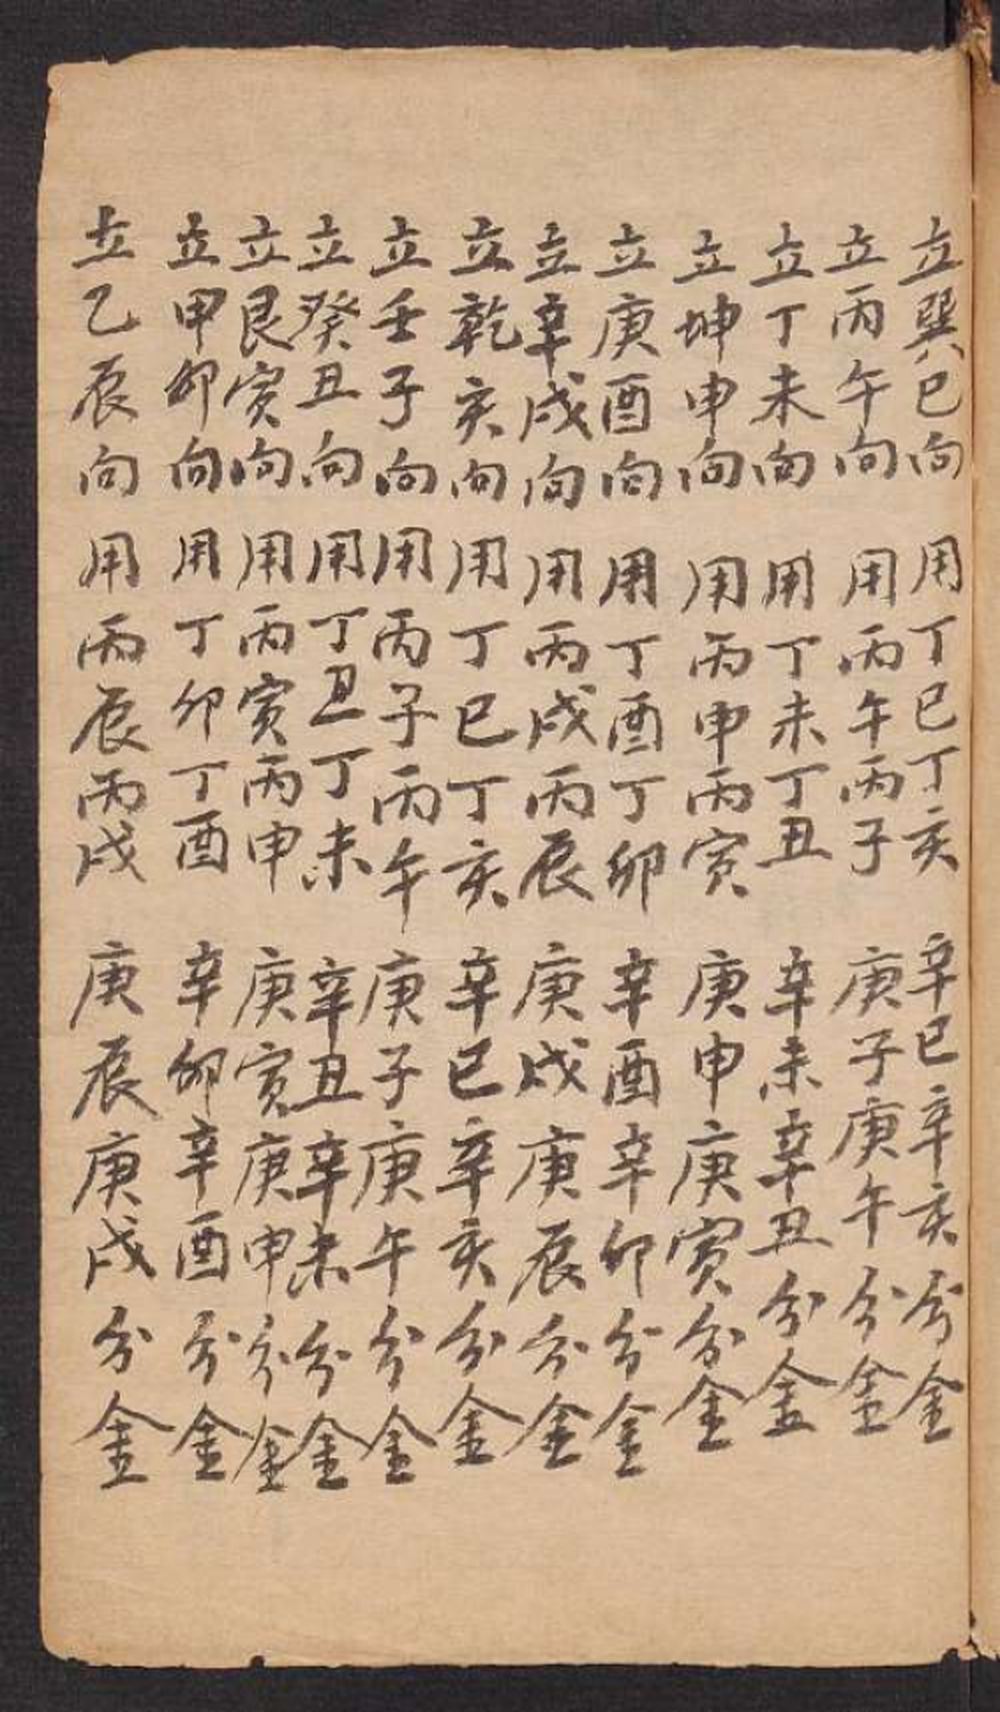 立巽巳向 用丁巳丁亥 辛巳辛亥分金
立丙午向 用丙午丙子 庚子庚午分金
立丁未向 用丁未丁丑 辛未辛丑分金
立坤申向 用丙申丙寅 庚申庚寅分金
立庚酉向 用丁酉丁卯 辛酉辛卯分金
立辛戌向 用丙戌丙辰 庚戌庚辰分金
立乾亥向 用丁巳丁亥 辛巳辛亥分金
立壬子向 用丙子丙午 庚子庚午分金
立癸丑向 用丁丑丁未 辛丑辛未分金
立艮寅向 用丙寅丙申 庚寅庚申分金
立甲卯向 用丁卯丁酉 辛卯辛酉分金
立乙辰向 用丙辰丙戌 庚辰庚戌分金